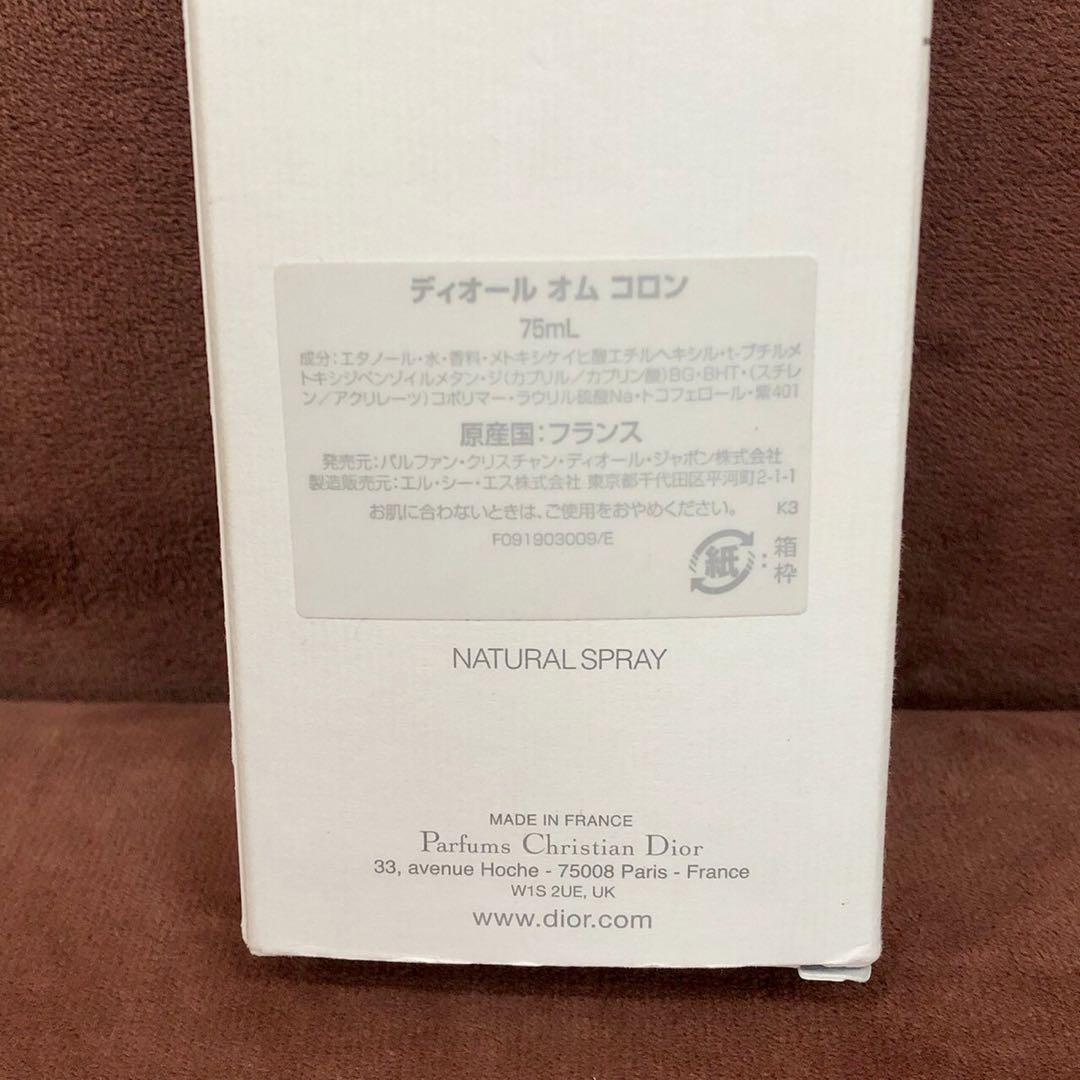 ディオール オム コロン
75mL
成分:エタノール・水・香料・メトキシケイヒ酸エチルヘキシル・t-ブチルメ
トキシジベンゾイルメタン・ジ(カプリル/カプリン酸)BG・BHT・(スチレ
ン/アクリレーツ)コポリマー・ラウリル硫酸Na・トコフェロール・紫401
原産国:フランス
発売元:パルファン・クリスチャン・ディオール・ジャポン株式会社
製造販売元:エル・シー・エス株式会社 東京都千代田区平河町2-1-1
お肌に合わないときは、ご使用をおやめください。 K3
F091903009/E
紙:箱
枠
NATURAL SPRAY
MADE IN FRANCE
Parfums Christian Dior
33, avenue Hoche - 75008 Paris - France
W1S 2UE, UK
www.dior.com